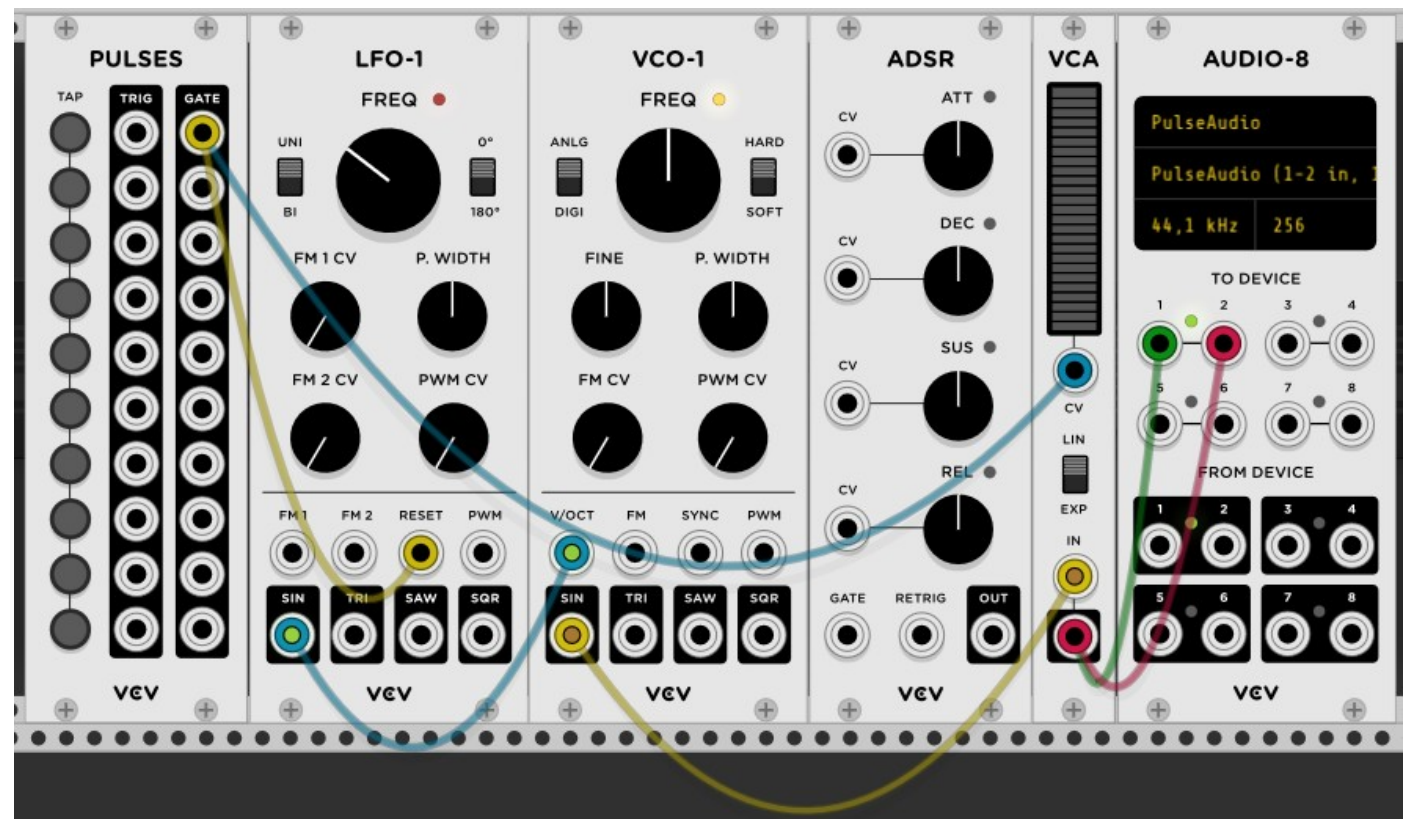 PULSES
TAP TRIG GATE
VCV
LFO-1
FREQ
UNI 0°
BI 180°
FM 1 CV P. WIDTH
FM 2 CV PWM CV
FM 1 FM 2 RESET PWM
SIN TRI SAW SQR
VCV
VCO-1
FREQ
ANLG HARD
DIGI SOFT
FINE P. WIDTH
FM CV PWM CV
V/OCT FM SYNC PWM
SIN TRI SAW SQR
VCV
ADSR
ATT
CV
DEC
CV
SUS
CV
REL
CV
GATE RETRIG OUT
VCV
VCA
CV
LIN
EXP
IN
AUDIO-8
PulseAudio
PulseAudio (1-2 in, 1
44,1 kHz 256
TO DEVICE
1 2 3 4
5 6 7 8
FROM DEVICE
1 2 3 4
5 6 7 8
VCV